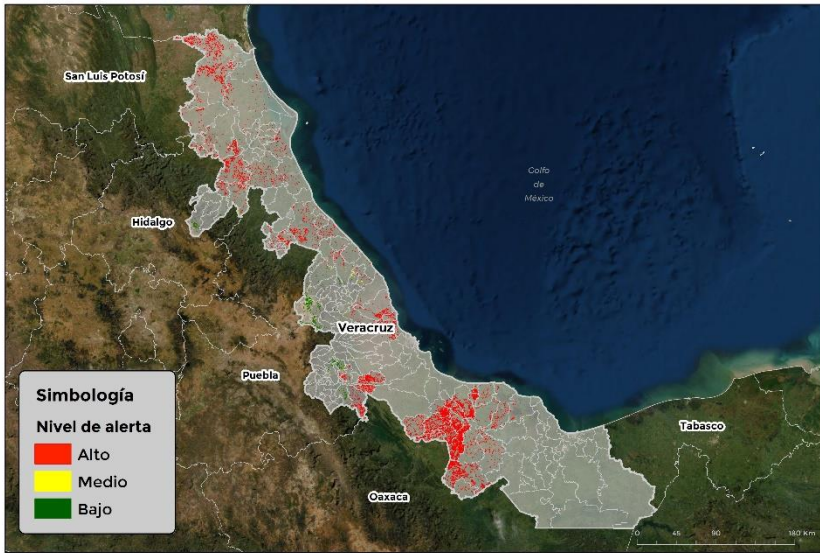 San Luis Potosí
Golfo
de
México
Hidalgo
Veracruz
Puebla
Tabasco
Oaxaca
Simbología
Nivel de alerta
Alto
Medio
Bajo
0 45 90 180 Km